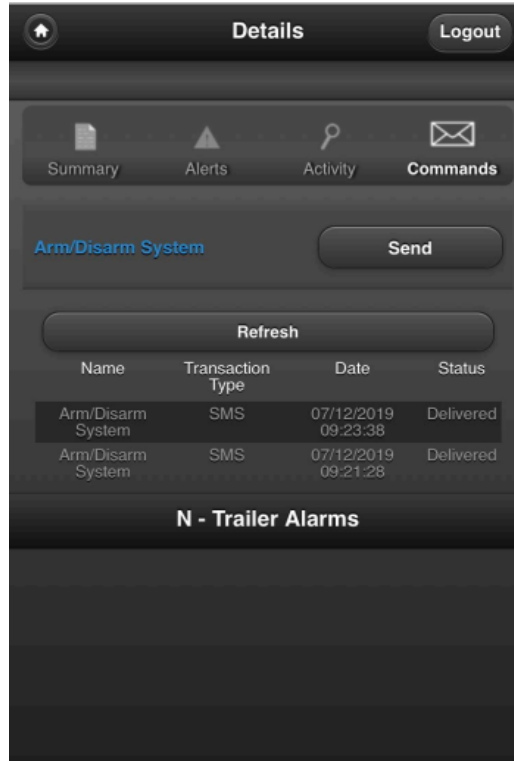 Details
Logout
Summary
Alerts
Activity
Commands
Arm/Disarm System
Send
Refresh
Name
Transaction
Type
Date
Status
Arm/Disarm
System
SMS
07/12/2019
09:23:38
Delivered
Arm/Disarm
System
SMS
07/12/2019
09:21:28
Delivered
N - Trailer Alarms